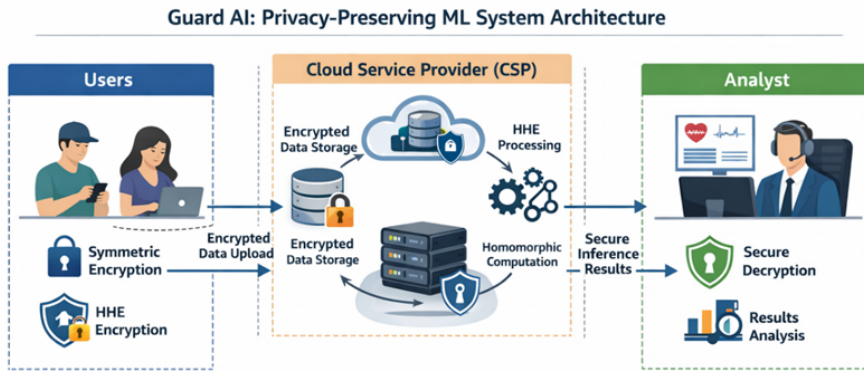 Guard AI: Privacy-Preserving ML System Architecture
Users
Cloud Service Provider (CSP)
Analyst
Encrypted
Data Storage
HHE
Processing
Symmetric
Encryption
HHE
Encryption
Encrypted
Data Upload
Encrypted
Data Storage
Homomorphic
Computation
Secure
Inference
Results
Secure
Decryption
Results
Analysis